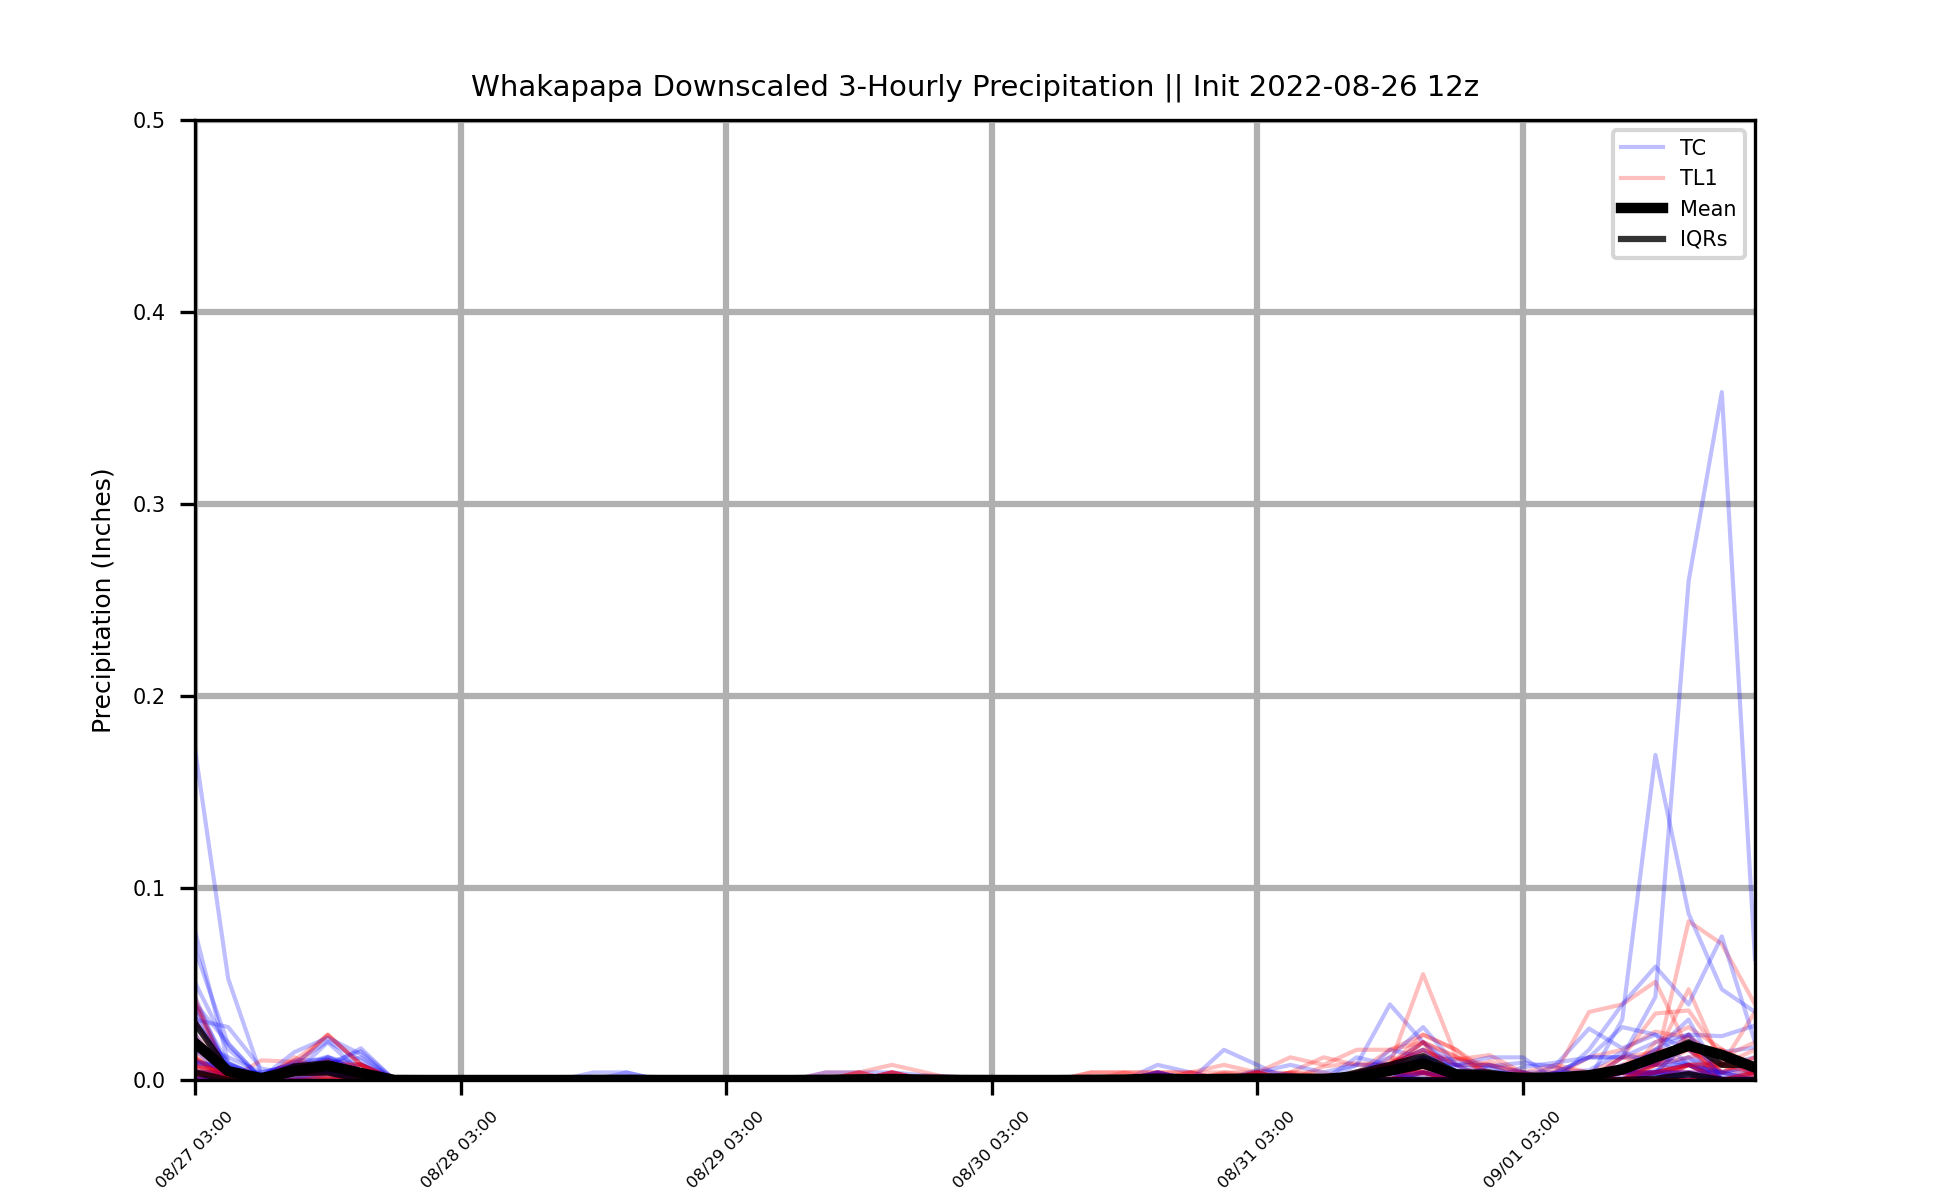 Whakapapa Downscaled 3-Hourly Precipitation || Init 2022-08-26 12z
TC
TL1
Mean
IQRs
Precipitation (Inches)
0.5
0.4
0.3
0.2
0.1
0.0
08/27 03:00
08/28 03:00
08/29 03:00
08/30 03:00
08/31 03:00
09/01 03:00